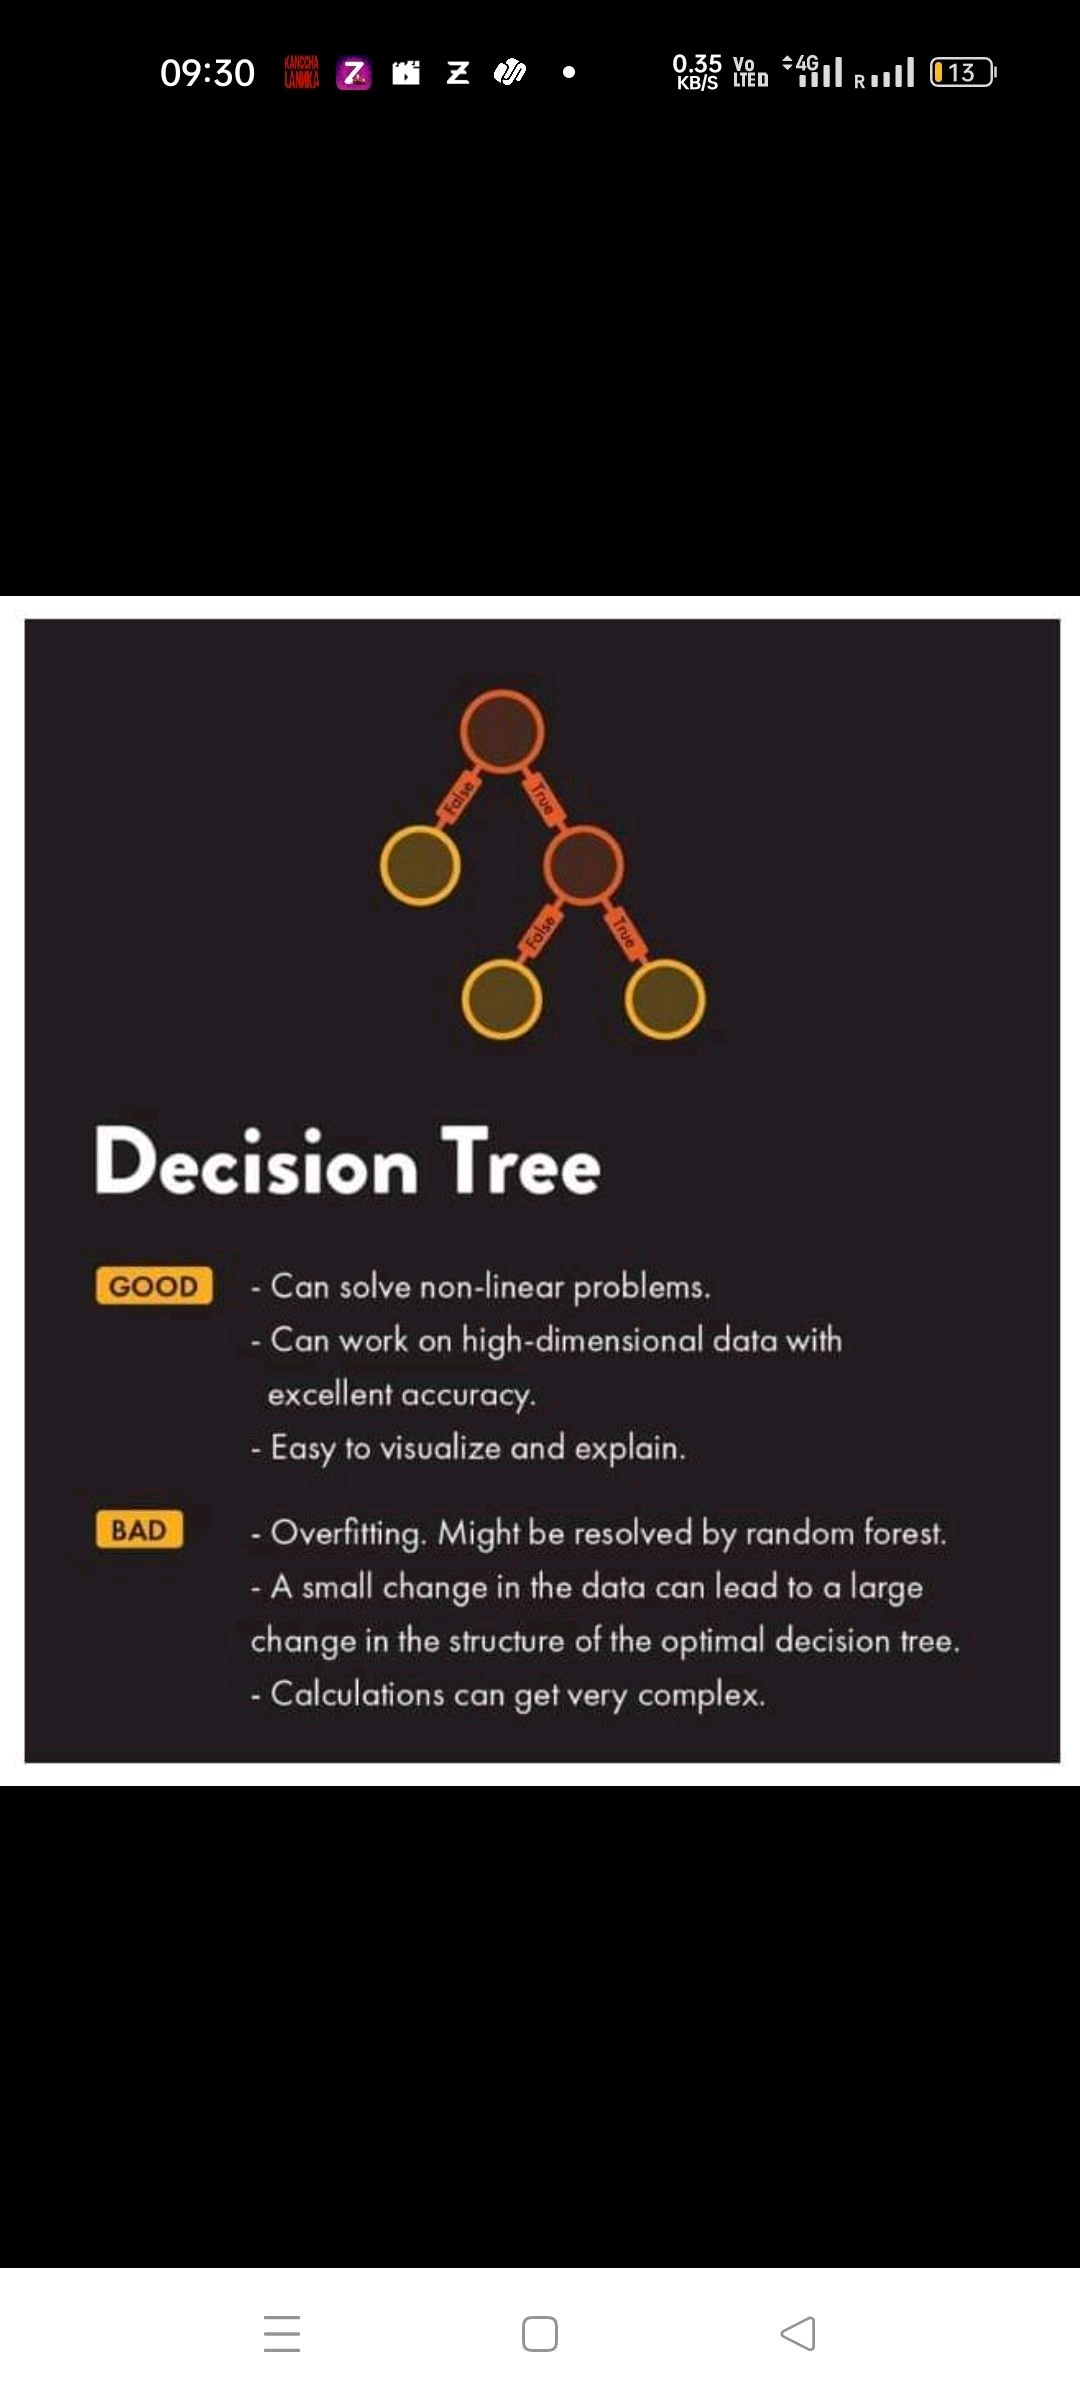 09:30
KANCCHA
LANNKA
Z
Z
0.35
KB/S
Vo
LTE
4G
R
13
False
True
False
True
Decision Tree
GOOD
- Can solve non-linear problems.
- Can work on high-dimensional data with
excellent accuracy.
- Easy to visualize and explain.
BAD
- Overfitting. Might be resolved by random forest.
- A small change in the data can lead to a large
change in the structure of the optimal decision tree.
- Calculations can get very complex.